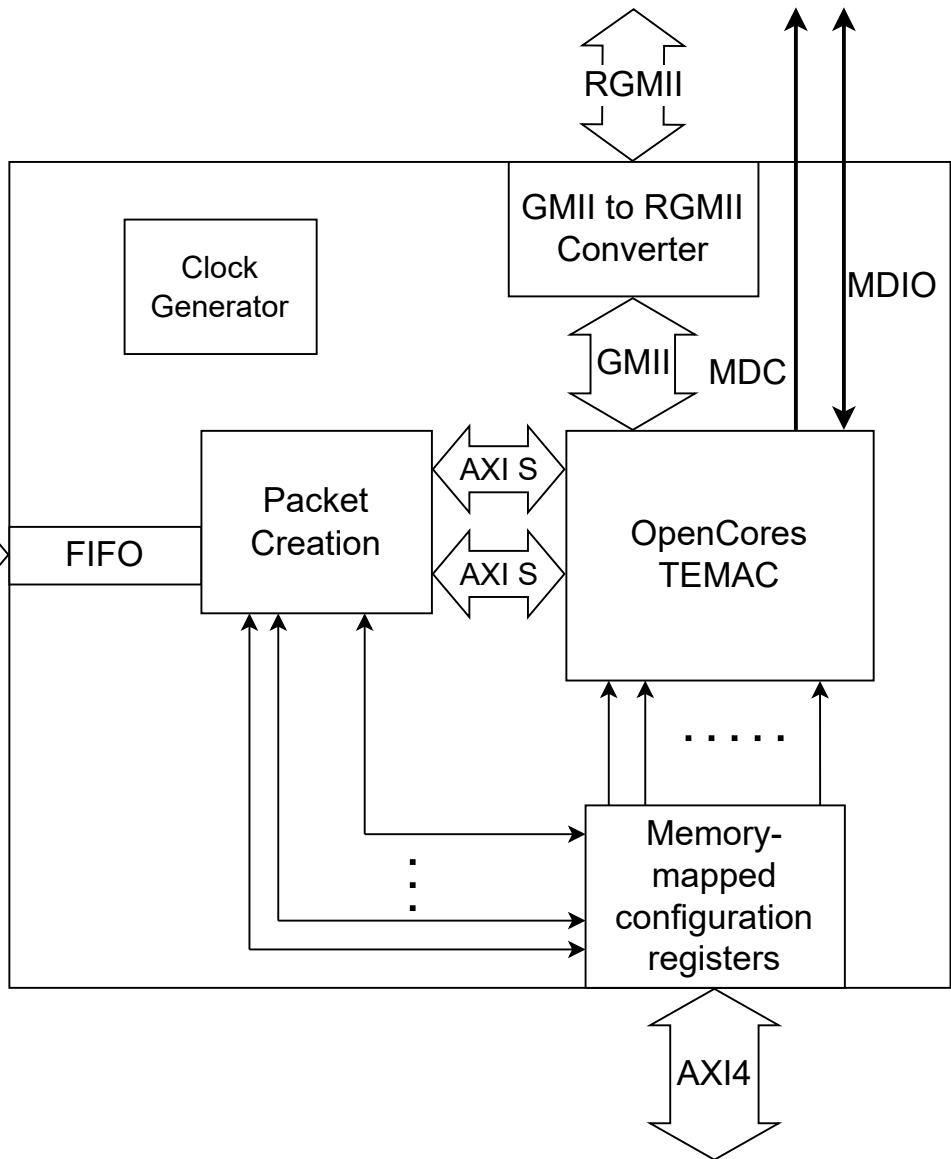 RGMII
GMII to RGMII
Converter
Clock
Generator
MDIO
GMII
MDC
AXI S
Packet
Creation
OpenCores
TEMAC
FIFO
AXI S
. . . . .
Memory-
mapped
configuration
registers
AXI4